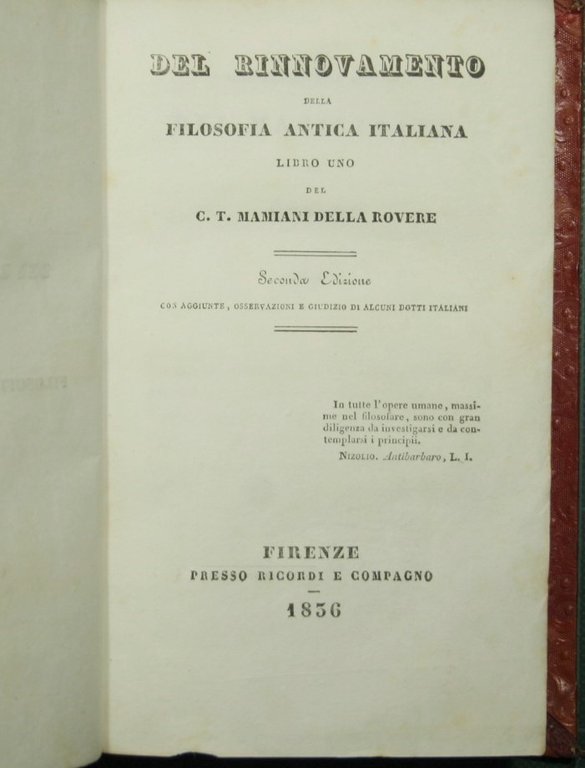 DEL RINNOVAMENTO
DELLA
FILOSOFIA ANTICA ITALIANA
LIBRO UNO
DEL
C. T. MAMIANI DELLA ROVERE
Seconda Edizione
CON AGGIUNTE, OSSERVAZIONI E GIUDIZIO DI ALCUNI DOTTI ITALIANI
In tutte l'opere umane, massi-
me nel filosofare, sono con gran
diligenza da investigarsi e da con-
templarsi i principii.
NIZOLIO. Antibarbaro, L. I.
FIRENZE
PRESSO RICORDI E COMPAGNO
1836